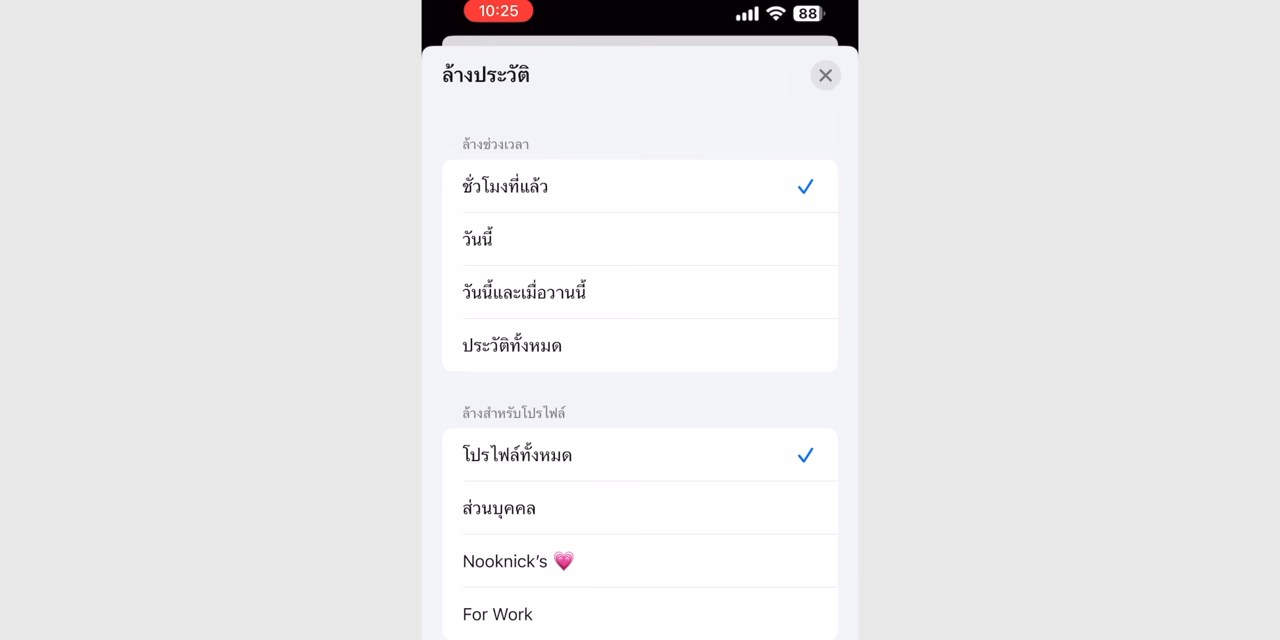 10:25
88
ล้างประวัติ
ล้างช่วงเวลา
ชั่วโมงที่แล้ว
วันนี้
วันนี้และเมื่อวานนี้
ประวัติทั้งหมด
ล้างสำหรับโปรไฟล์
โปรไฟล์ทั้งหมด
ส่วนบุคคล
Nooknick’s 💗
For Work